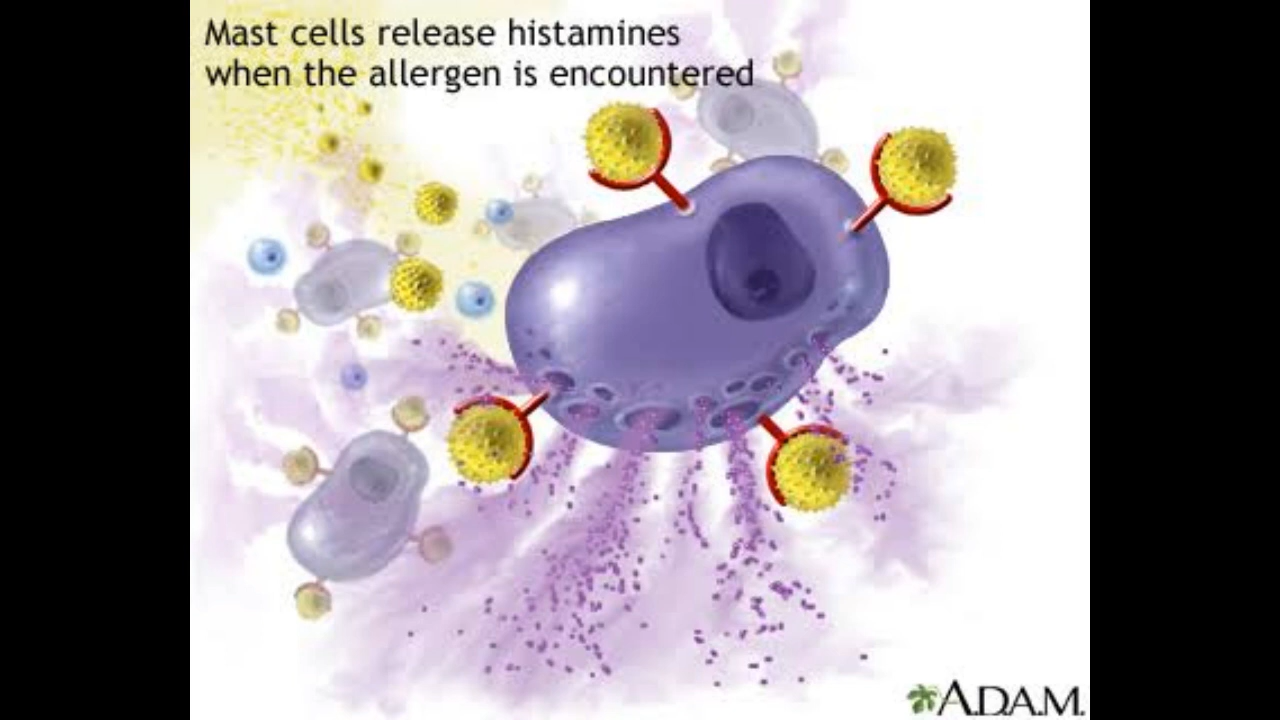 Mast cells release histamines
when the allergen is encountered
A.D.A.M.